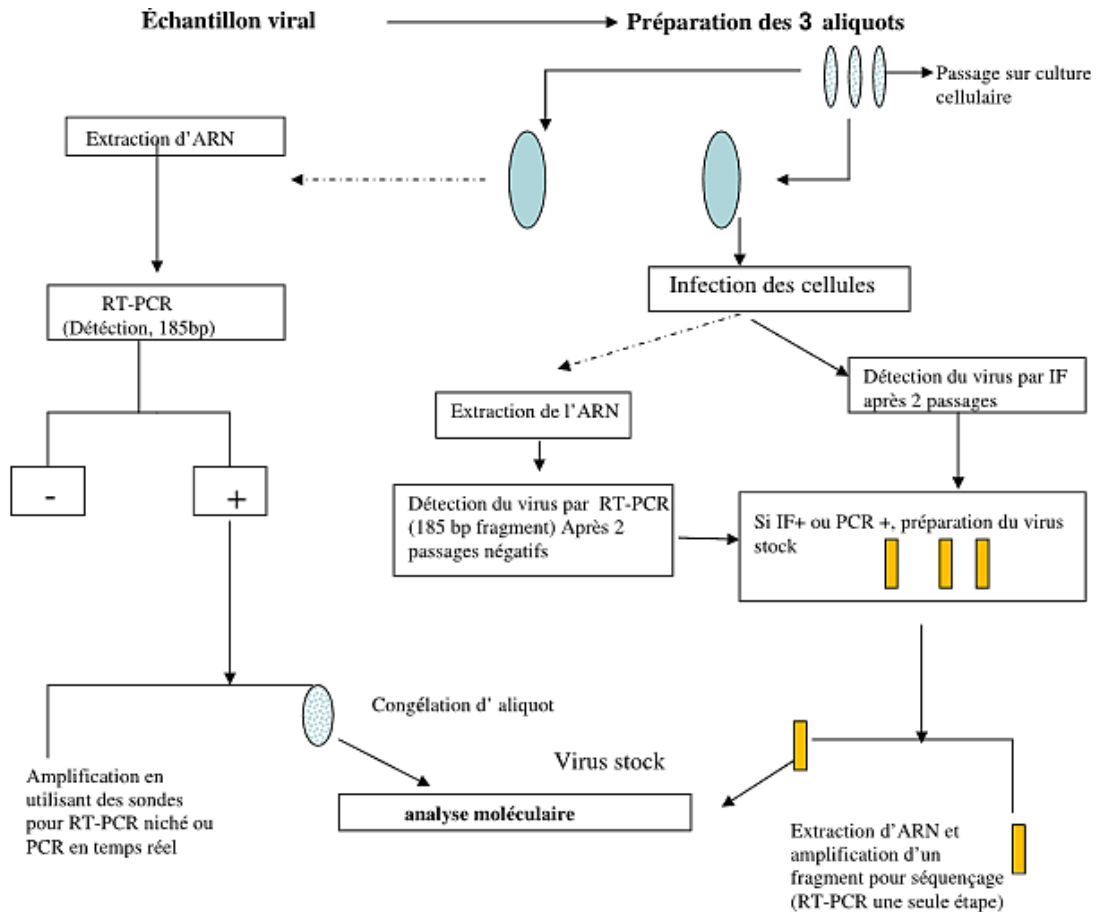 Échantillon viral
Préparation des 3 aliquots
Passage sur culture
cellulaire
Extraction d'ARN
Infection des cellules
RT-PCR
(Détéction, 185bp)
Détection du virus par IF
après 2 passages
Extraction de l'ARN
-
+
Détection du virus par RT-PCR
(185 bp fragment) Après 2
passages négatifs
Si IF+ ou PCR +, préparation du virus
stock
Congélation d' aliquot
Virus stock
Amplification en
utilisant des sondes
pour RT-PCR niché ou
PCR en temps réel
analyse moléculaire
Extraction d'ARN et
amplification d'un
fragment pour séquençage
(RT-PCR une seule étape)